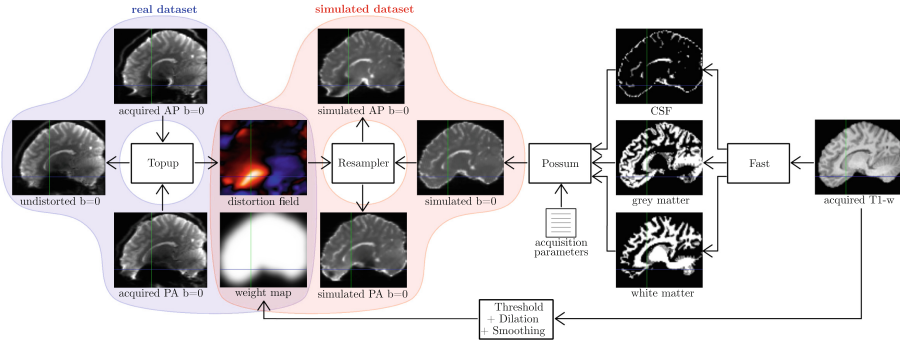 real dataset
simulated dataset
acquired AP b=0
simulated AP b=0
CSF
Topup
Resampler
Possum
Fast
undistorted b=0
distortion field
simulated b=0
grey matter
acquired T1-w
acquisition
parameters
acquired PA b=0
weight map
simulated PA b=0
white matter
Threshold
+ Dilation
+ Smoothing